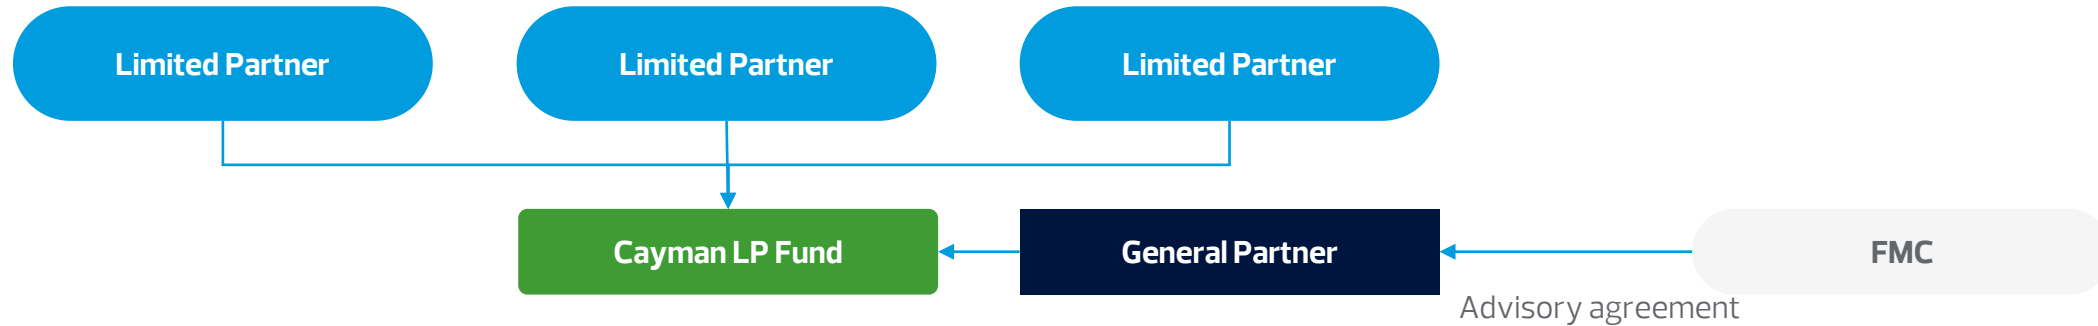 Limited Partner
Limited Partner
Limited Partner
Cayman LP Fund
General Partner
FMC
Advisory agreement